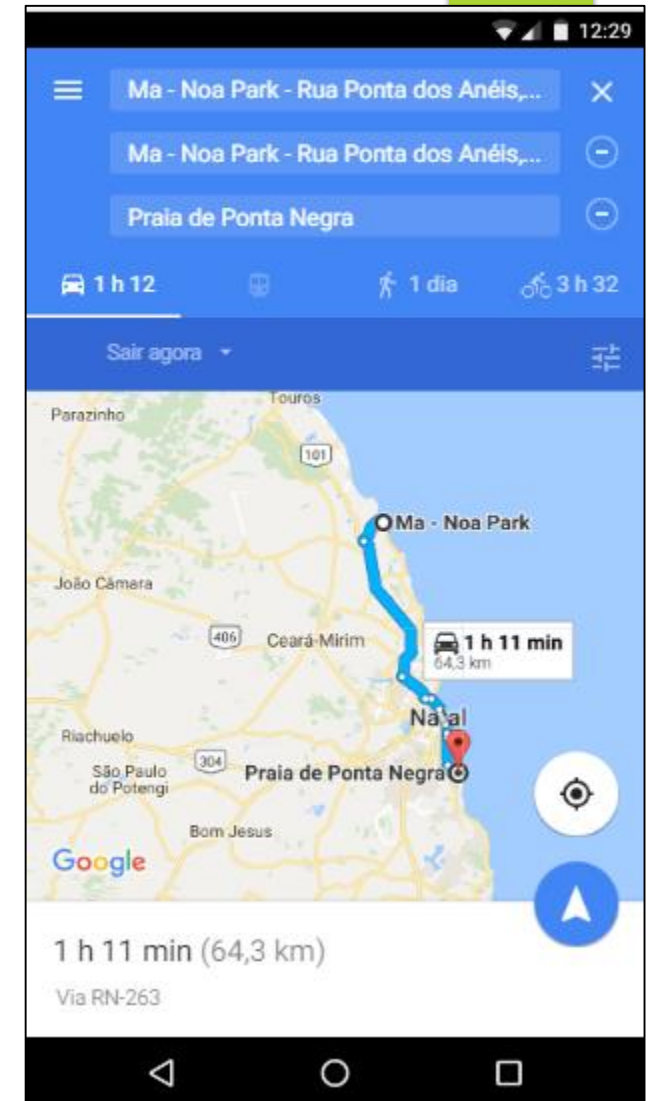 12:29
Ma - Noa Park - Rua Ponta dos Anéis,...
Ma - Noa Park - Rua Ponta dos Anéis,...
Praia de Ponta Negra
1 h 12
1 dia
3 h 32
Sair agora
Touros
Parazinho
101
Ma - Noa Park
João Câmara
406
Ceará-Mirim
1 h 11 min
64,3 km
Natal
Riachuelo
304
São Paulo
do Potengi
Praia de Ponta Negra
Bom Jesus
Google
1 h 11 min (64,3 km)
Via RN-263